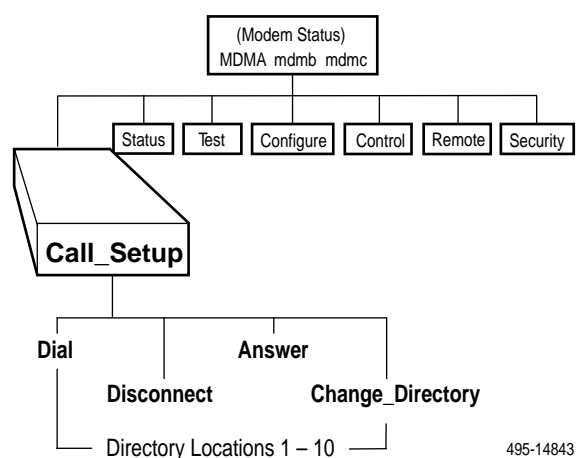 (Modem Status)
MDMA mdmb mdmc
Status Test Configure Control Remote Security
Call_Setup
Dial Answer
Disconnect Change_Directory
Directory Locations 1 – 10
495-14843